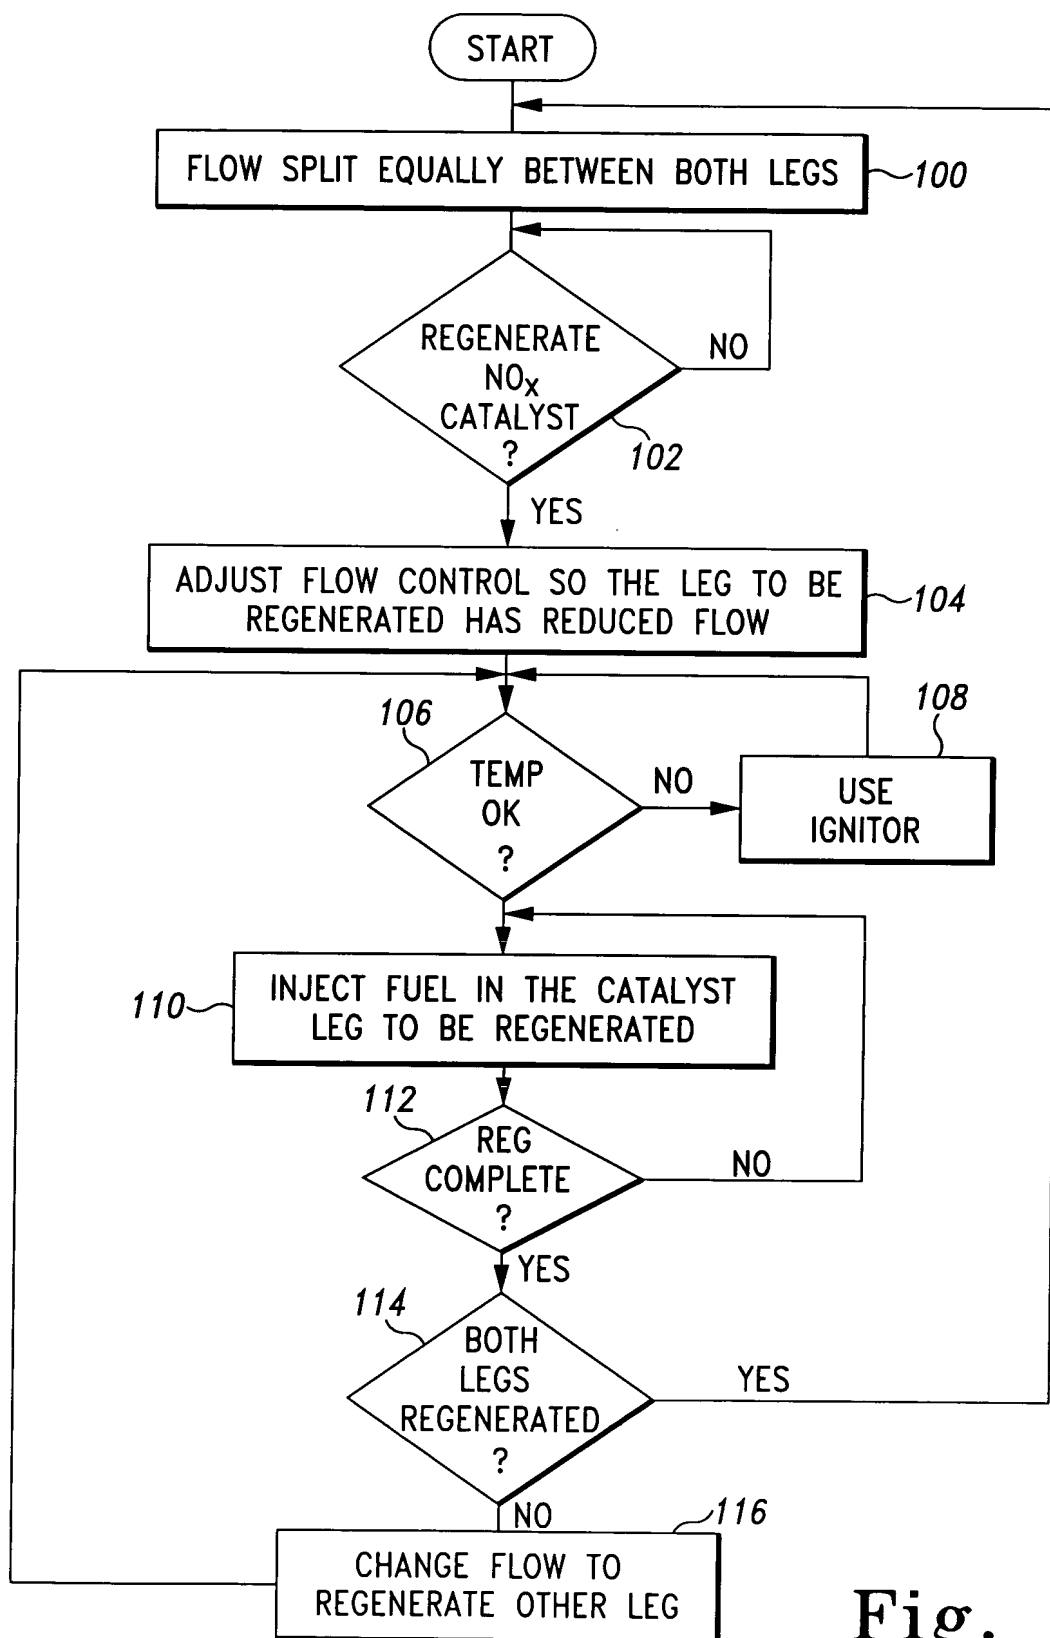 START
FLOW SPLIT EQUALLY BETWEEN BOTH LEGS
100
REGENERATE
NOX
CATALYST
?
NO
102
YES
ADJUST FLOW CONTROL SO THE LEG TO BE
REGENERATED HAS REDUCED FLOW
104
106
TEMP
OK
?
NO
108
USE
IGNITOR
110
INJECT FUEL IN THE CATALYST
LEG TO BE REGENERATED
112
REG
COMPLETE
?
NO
YES
114
BOTH
LEGS
REGENERATED
?
YES
NO
116
CHANGE FLOW TO
REGENERATE OTHER LEG
Fig.